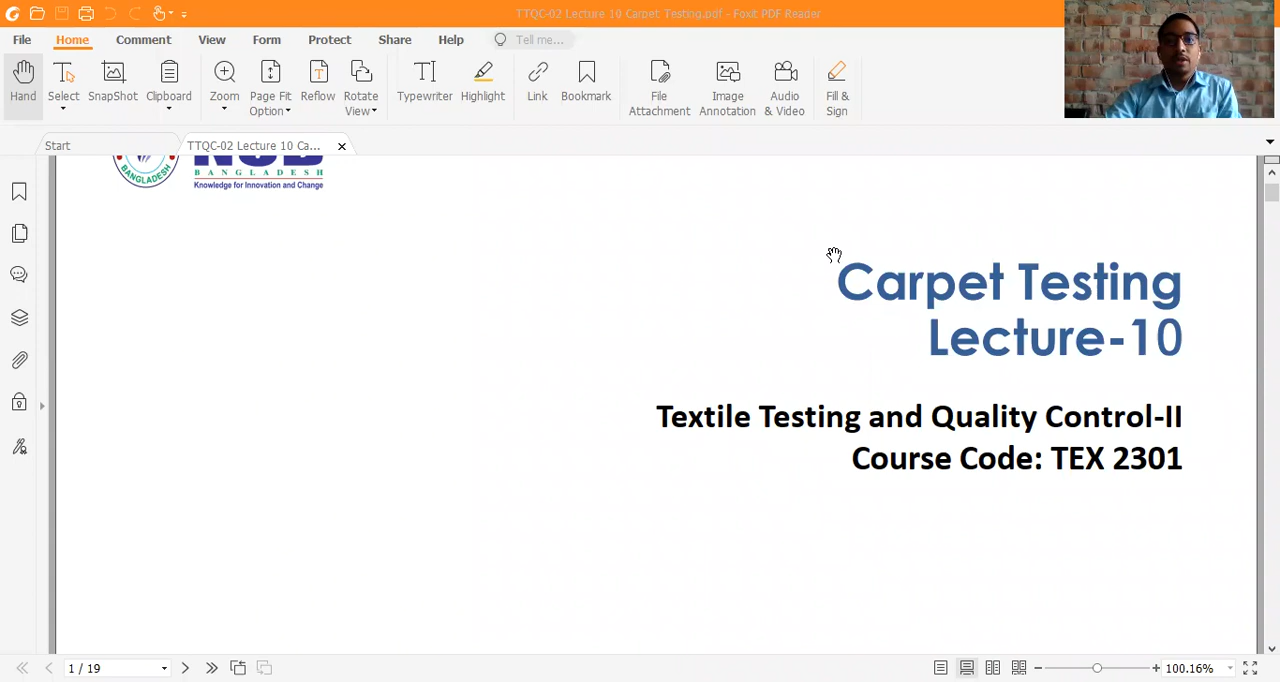 TTQC-02 Lecture 10 Carpet Testing.pdf - Foxit PDF Reader
File Home Comment View Form Protect Share Help Tell me...
Hand Select SnapShot Clipboard Zoom Page Fit Option Reflow Rotate View Typewriter Highlight Link Bookmark File Attachment Image Annotation Audio & Video Fill & Sign
Start TTQC-02 Lecture 10 Ca...
BANGLADESH
BANGLADESH
Knowledge for Innovation and Change
Carpet Testing
Lecture-10
Textile Testing and Quality Control-II
Course Code: TEX 2301
1 / 19
100.16%